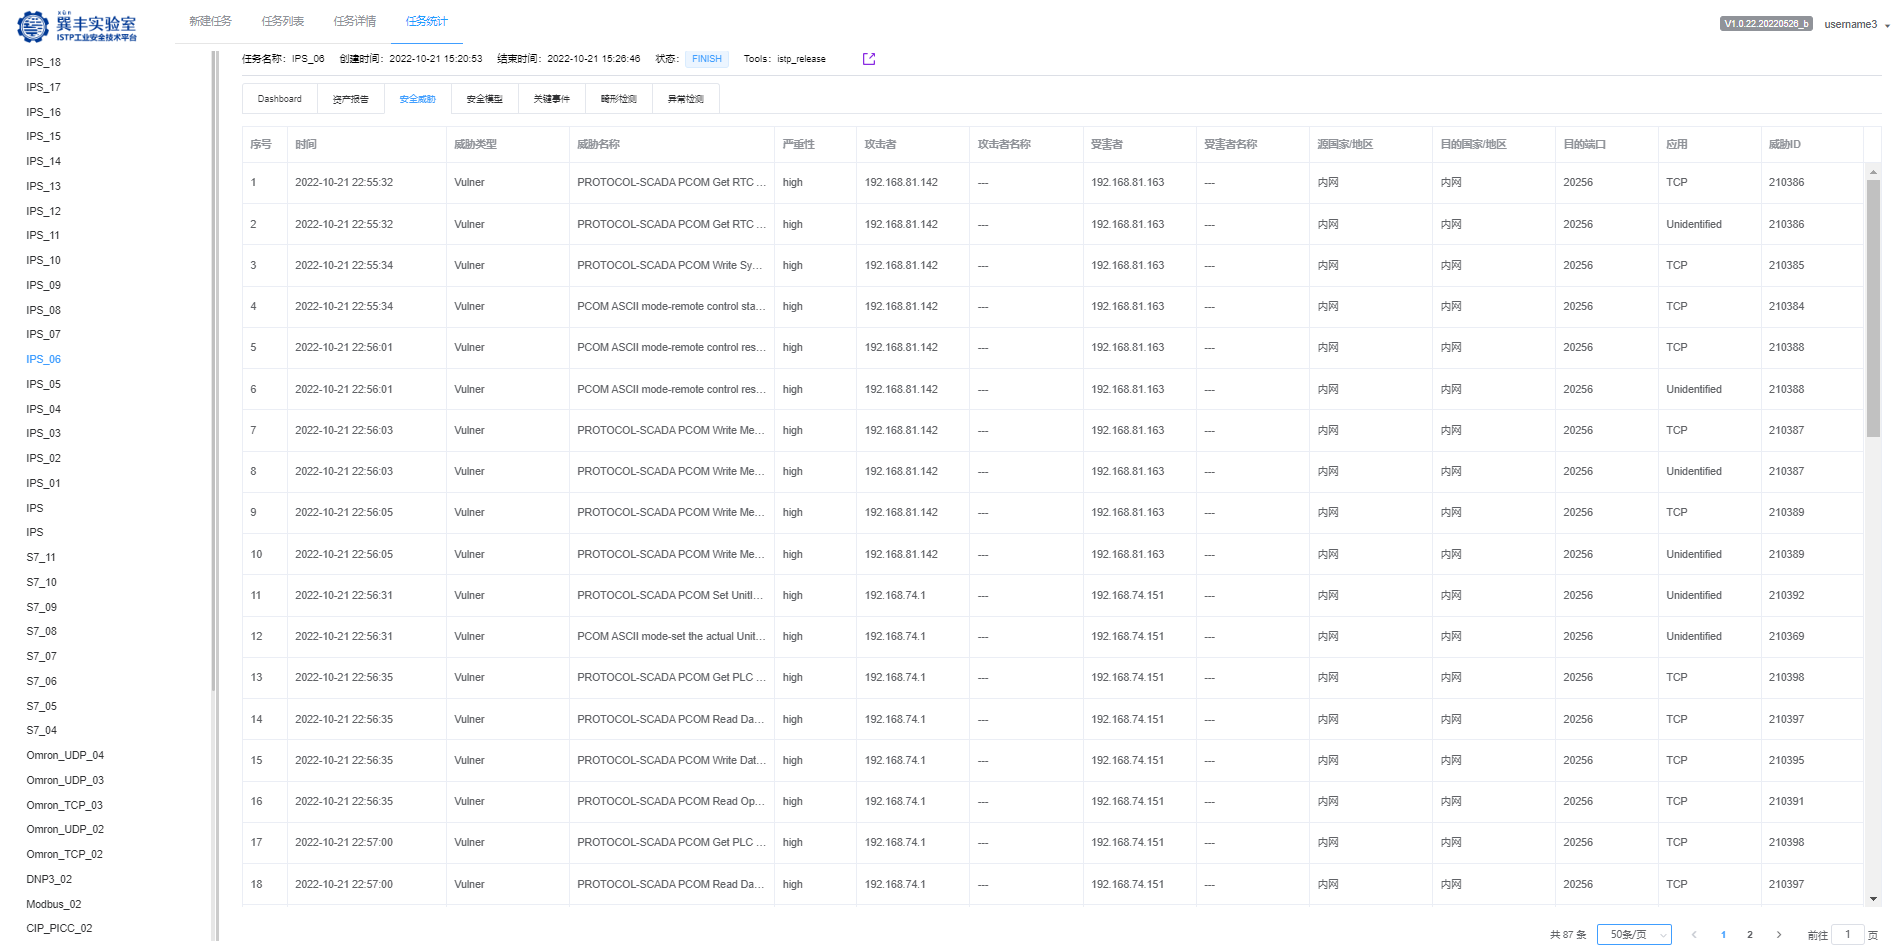 巽丰实验室
xùn
ISTP工业安全技术平台
新建任务 任务列表 任务详情 任务统计
V1.0.22.20220526_b username3
IPS_18
IPS_17
IPS_16
IPS_15
IPS_14
IPS_13
IPS_12
IPS_11
IPS_10
IPS_09
IPS_08
IPS_07
IPS_06
IPS_05
IPS_04
IPS_03
IPS_02
IPS_01
IPS
IPS
S7_11
S7_10
S7_09
S7_08
S7_07
S7_06
S7_05
S7_04
Omron_UDP_04
Omron_UDP_03
Omron_TCP_03
Omron_UDP_02
Omron_TCP_02
DNP3_02
Modbus_02
CIP_PICC_02
任务名称: IPS_06 创建时间: 2022-10-21 15:20:53 结束时间: 2022-10-21 15:26:46 状态: FINISH Tools: istp_release
Dashboard 资产报告 安全威胁 安全模型 关键事件 畸形检测 异常检测
序号 时间 威胁类型 威胁名称 严重性 攻击者 攻击者名称 受害者 受害者名称 源国家/地区 目的国家/地区 目的端口 应用 威胁ID
1 2022-10-21 22:55:32 Vulner PROTOCOL-SCADA PCOM Get RTC ... high 192.168.81.142 --- 192.168.81.163 --- 内网 内网 20256 TCP 210386
2 2022-10-21 22:55:32 Vulner PROTOCOL-SCADA PCOM Get RTC ... high 192.168.81.142 --- 192.168.81.163 --- 内网 内网 20256 Unidentified 210386
3 2022-10-21 22:55:34 Vulner PROTOCOL-SCADA PCOM Write Sy... high 192.168.81.142 --- 192.168.81.163 --- 内网 内网 20256 TCP 210385
4 2022-10-21 22:55:34 Vulner PCOM ASCII mode-remote control sta... high 192.168.81.142 --- 192.168.81.163 --- 内网 内网 20256 TCP 210384
5 2022-10-21 22:56:01 Vulner PCOM ASCII mode-remote control res... high 192.168.81.142 --- 192.168.81.163 --- 内网 内网 20256 TCP 210388
6 2022-10-21 22:56:01 Vulner PCOM ASCII mode-remote control res... high 192.168.81.142 --- 192.168.81.163 --- 内网 内网 20256 Unidentified 210388
7 2022-10-21 22:56:03 Vulner PROTOCOL-SCADA PCOM Write Me... high 192.168.81.142 --- 192.168.81.163 --- 内网 内网 20256 TCP 210387
8 2022-10-21 22:56:03 Vulner PROTOCOL-SCADA PCOM Write Me... high 192.168.81.142 --- 192.168.81.163 --- 内网 内网 20256 Unidentified 210387
9 2022-10-21 22:56:05 Vulner PROTOCOL-SCADA PCOM Write Me... high 192.168.81.142 --- 192.168.81.163 --- 内网 内网 20256 TCP 210389
10 2022-10-21 22:56:05 Vulner PROTOCOL-SCADA PCOM Write Me... high 192.168.81.142 --- 192.168.81.163 --- 内网 内网 20256 Unidentified 210389
11 2022-10-21 22:56:31 Vulner PROTOCOL-SCADA PCOM Set UnitI... high 192.168.74.1 --- 192.168.74.151 --- 内网 内网 20256 Unidentified 210392
12 2022-10-21 22:56:31 Vulner PCOM ASCII mode-set the actual Unit... high 192.168.74.1 --- 192.168.74.151 --- 内网 内网 20256 Unidentified 210369
13 2022-10-21 22:56:35 Vulner PROTOCOL-SCADA PCOM Get PLC ... high 192.168.74.1 --- 192.168.74.151 --- 内网 内网 20256 TCP 210398
14 2022-10-21 22:56:35 Vulner PROTOCOL-SCADA PCOM Read Da... high 192.168.74.1 --- 192.168.74.151 --- 内网 内网 20256 TCP 210397
15 2022-10-21 22:56:35 Vulner PROTOCOL-SCADA PCOM Write Dat... high 192.168.74.1 --- 192.168.74.151 --- 内网 内网 20256 TCP 210395
16 2022-10-21 22:56:35 Vulner PROTOCOL-SCADA PCOM Read Op... high 192.168.74.1 --- 192.168.74.151 --- 内网 内网 20256 TCP 210391
17 2022-10-21 22:57:00 Vulner PROTOCOL-SCADA PCOM Get PLC ... high 192.168.74.1 --- 192.168.74.151 --- 内网 内网 20256 TCP 210398
18 2022-10-21 22:57:00 Vulner PROTOCOL-SCADA PCOM Read Da... high 192.168.74.1 --- 192.168.74.151 --- 内网 内网 20256 TCP 210397
共 87 条 50条/页 1 2 前往 1 页